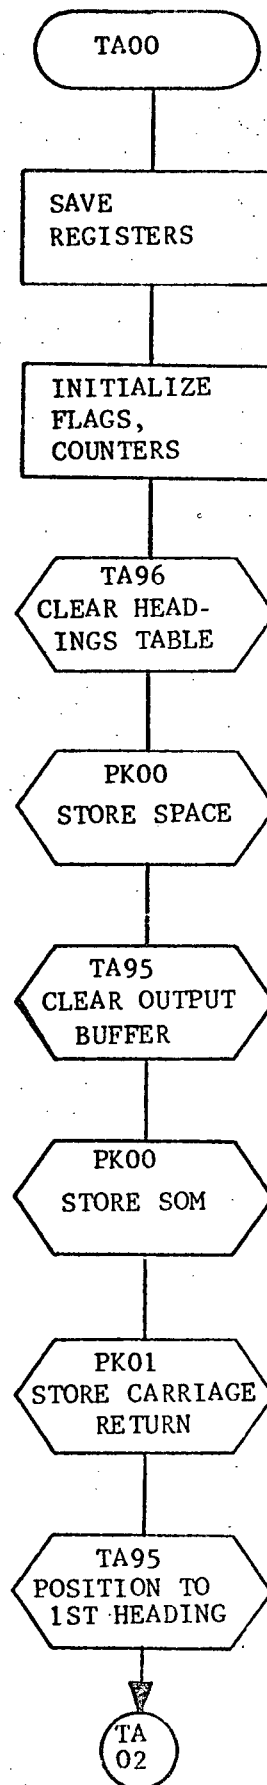 TA00
SAVE
REGISTERS
INITIALIZE
FLAGS,
COUNTERS
TA96
CLEAR HEAD-
INGS TABLE
PK00
STORE SPACE
TA95
CLEAR OUTPUT
BUFFER
PK00
STORE SOM
PK01
STORE CARRIAGE
RETURN
TA95
POSITION TO
1ST HEADING
TA
02